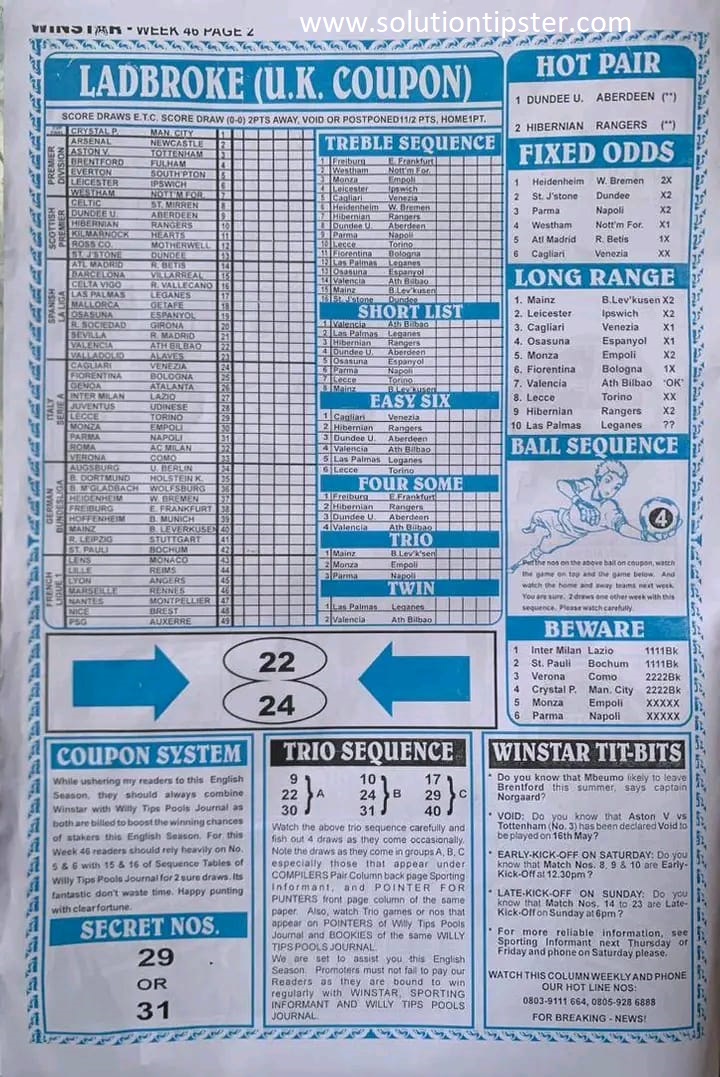 www.solutiontipster.com
WINSTAR - WEEK 46 PAGE 2
LADBROKE (U.K. COUPON)
SCORE DRAWS E.T.C. SCORE DRAW (0-0) 2PTS AWAY, VOID OR POSTPONED11/2 PTS, HOME1PT.
PREMIER DIVISION
CRYSTAL P. MAN. CITY 1
ARSENAL NEWCASTLE 2
ASTON V. TOTTENHAM 3
BRENTFORD FULHAM 4
EVERTON SOUTH'PTON 5
LEICESTER IPSWICH 6
WESTHAM NOTT'M FOR. 7
SCOTTISH PREMIER
CELTIC ST. MIRREN 8
DUNDEE U. ABERDEEN 9
HIBERNIAN RANGERS 10
KILMARNOCK HEARTS 11
ROSS CO. MOTHERWELL 12
ST. J'STONE DUNDEE 13
SPANISH LA LIGA
ATL MADRID R. BETIS 14
BARCELONA VILLARREAL 15
CELTA VIGO R. VALLECANO 16
LAS PALMAS LEGANES 17
MALLORCA GETAFE 18
OSASUNA ESPANYOL 19
R. SOCIEDAD GIRONA 20
SEVILLA R. MADRID 21
VALENCIA ATH BILBAO 22
VALLADOLID ALAVES 23
ITALY SERIE A
CAGLIARI VENEZIA 24
FIORENTINA BOLOGNA 25
GENOA ATALANTA 26
INTER MILAN LAZIO 27
JUVENTUS UDINESE 28
LECCE TORINO 29
MONZA EMPOLI 30
PARMA NAPOLI 31
ROMA AC MILAN 32
VERONA COMO 33
GERMAN BUNDESLIGA
AUGSBURG U. BERLIN 34
B. DORTMUND HOLSTEIN K. 35
B. M'GLADBACH WOLFSBURG 36
HEIDENHEIM W. BREMEN 37
FREIBURG E. FRANKFURT 38
HOFFENHEIM B. MUNICH 39
MAINZ B. LEVERKUSEN 40
R. LEIPZIG STUTTGART 41
ST. PAULI BOCHUM 42
FRENCH LIGUE 1
LENS MONACO 43
LILLE REIMS 44
LYON ANGERS 45
MARSEILLE RENNES 46
NANTES MONTPELLIER 47
NICE BREST 48
PSG AUXERRE 49
TREBLE SEQUENCE
1 Freiburg E. Frankfurt
2 Westham Nott'm For.
3 Monza Empoli
4 Leicester Ipswich
5 Cagliari Venezia
6 Heidenheim W. Bremen
7 Hibernian Rangers
8 Dundee U. Aberdeen
9 Parma Napoli
10 Lecce Torino
11 Fiorentina Bologna
12 Las Palmas Leganes
13 Osasuna Espanyol
14 Valencia Ath Bilbao
15 Mainz B.Lev'kusen
16 St. J'stone Dundee
SHORT LIST
1 Valencia Ath Bilbao
2 Las Palmas Leganes
3 Hibernian Rangers
4 Dundee U. Aberdeen
5 Osasuna Espanyol
6 Parma Napoli
7 Lecce Torino
8 Mainz B.Lev'kusen
EASY SIX
1 Cagliari Venezia
2 Hibernian Rangers
3 Dundee U. Aberdeen
4 Valencia Ath Bilbao
5 Las Palmas Leganes
6 Lecce Torino
FOUR SOME
1 Freiburg E.Frankfurt
2 Hibernian Rangers
3 Dundee U. Aberdeen
4 Valencia Ath Bilbao
TRIO
1 Mainz B.Lev'k'sen
2 Monza Empoli
3 Parma Napoli
TWIN
1 Las Palmas Leganes
2 Valencia Ath Bilbao
HOT PAIR
1 DUNDEE U. ABERDEEN (**)
2 HIBERNIAN RANGERS (**)
FIXED ODDS
1 Heidenheim W. Bremen 2X
2 St. J'stone Dundee X2
3 Parma Napoli X2
4 Westham Nott'm For. X1
5 Atl Madrid R. Betis 1X
6 Cagliari Venezia XX
LONG RANGE
1. Mainz B.Lev'kusen X2
2. Leicester Ipswich X2
3. Cagliari Venezia X1
4. Osasuna Espanyol X1
5. Monza Empoli X2
6. Fiorentina Bologna 1X
7. Valencia Ath Bilbao 'OK'
8. Lecce Torino XX
9 Hibernian Rangers X2
10 Las Palmas Leganes ??
BALL SEQUENCE
4
Put the nos on the above ball on coupon, watch
the game on top and the game below. And
watch the home and away teams next week.
You are sure. 2 draws one other week with this
sequence. Please watch carefully.
BEWARE
1 Inter Milan Lazio 1111Bk
2 St. Pauli Bochum 1111Bk
3 Verona Como 2222Bk
4 Crystal P. Man. City 2222Bk
5 Monza Empoli XXXXX
6 Parma Napoli XXXXX
22
24
COUPON SYSTEM
While ushering my readers to this English
Season, they should always combine
Winstar with Willy Tips Pools Journal as
both are billed to boost the winning chances
of stakers this English Season. For this
Week 46 readers should rely heavily on No.
5 & 6 with 15 & 16 of Sequence Tables of
Willy Tips Pools Journal for 2 sure draws. Its
fantastic don't waste time. Happy punting
with clear fortune.
SECRET NOS.
29
OR
31
TRIO SEQUENCE
9 10 17
22 A 24 B 29 C
30 31 40
Watch the above trio sequence carefully and
fish out 4 draws as they come occasionally.
Note the draws as they come in groups A, B, C
especially those that appear under
COMPILERS Pair Column back page Sporting
Informant, and POINTER FOR
PUNTERS front page column of the same
paper. Also, watch Trio games or nos that
appear on POINTERS of Willy Tips Pools
Journal and BOOKIES of the same WILLY
TIPS POOLS JOURNAL.
We are set to assist you this English
Season. Promoters must not fail to pay our
Readers as they are bound to win
regularly with WINSTAR, SPORTING
INFORMANT AND WILLY TIPS POOLS
JOURNAL.
WINSTAR TIT-BITS
* Do you know that Mbeumo likely to leave
Brentford this summer, says captain
Norgaard?
* VOID: Do you know that Aston V vs
Tottenham (No. 3) has been declared Void to
be played on 16th May?
* EARLY-KICK-OFF ON SATURDAY: Do you
know that Match Nos. 8, 9 & 10 are Early-
Kick-Off at 12.30pm?
* LATE-KICK-OFF ON SUNDAY: Do you
know that Match Nos. 14 to 23 are Late-
Kick-Off on Sunday at 6pm?
* For more reliable information, see
Sporting Informant next Thursday or
Friday and phone on Saturday please.
WATCH THIS COLUMN WEEKLY AND PHONE
OUR HOT LINE NOS:
0803-9111 664, 0805-928 6888
FOR BREAKING - NEWS!